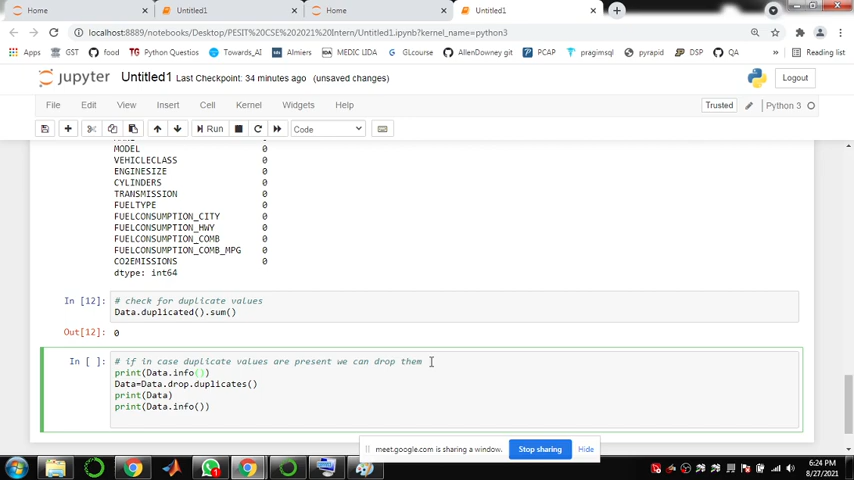 Home
Untitled1
Home
Untitled1
localhost:8889/notebooks/Desktop/PESIT%20CSE%202021%20Intern/Untitled1.ipynb?kernel_name=python3
Apps GST food TQ Python Questions Towards_AI Almiers MEDIC LIDA G1.IPYcourse AllenDowney git PCAP pragimsql pyrapid DSP QA » Reading list
jupyter Untitled1 Last Checkpoint: 34 minutes ago (unsaved changes) Logout
File Edit View Insert Cell Kernel Widgets Help Trusted Python 3
Run Code
MODEL 0
VEHICLECLASS 0
ENGINESIZE 0
CYLINDERS 0
TRANSMISSION 0
FUELTYPE 0
FUELCONSUMPTION_CITY 0
FUELCONSUMPTION_HWY 0
FUELCONSUMPTION_COMB 0
FUELCONSUMPTION_COMB_MPG 0
CO2EMISSIONS 0
dtype: int64
In [12]: # check for duplicate values
Data.duplicated().sum()
Out[12]: 0
In [ ]: # if in case duplicate values are present we can drop them
print(Data.info())
Data=Data.drop.duplicates()
print(Data)
print(Data.info())
meet.google.com is sharing a window. Stop sharing Hide
6:24 PM
8/27/2021